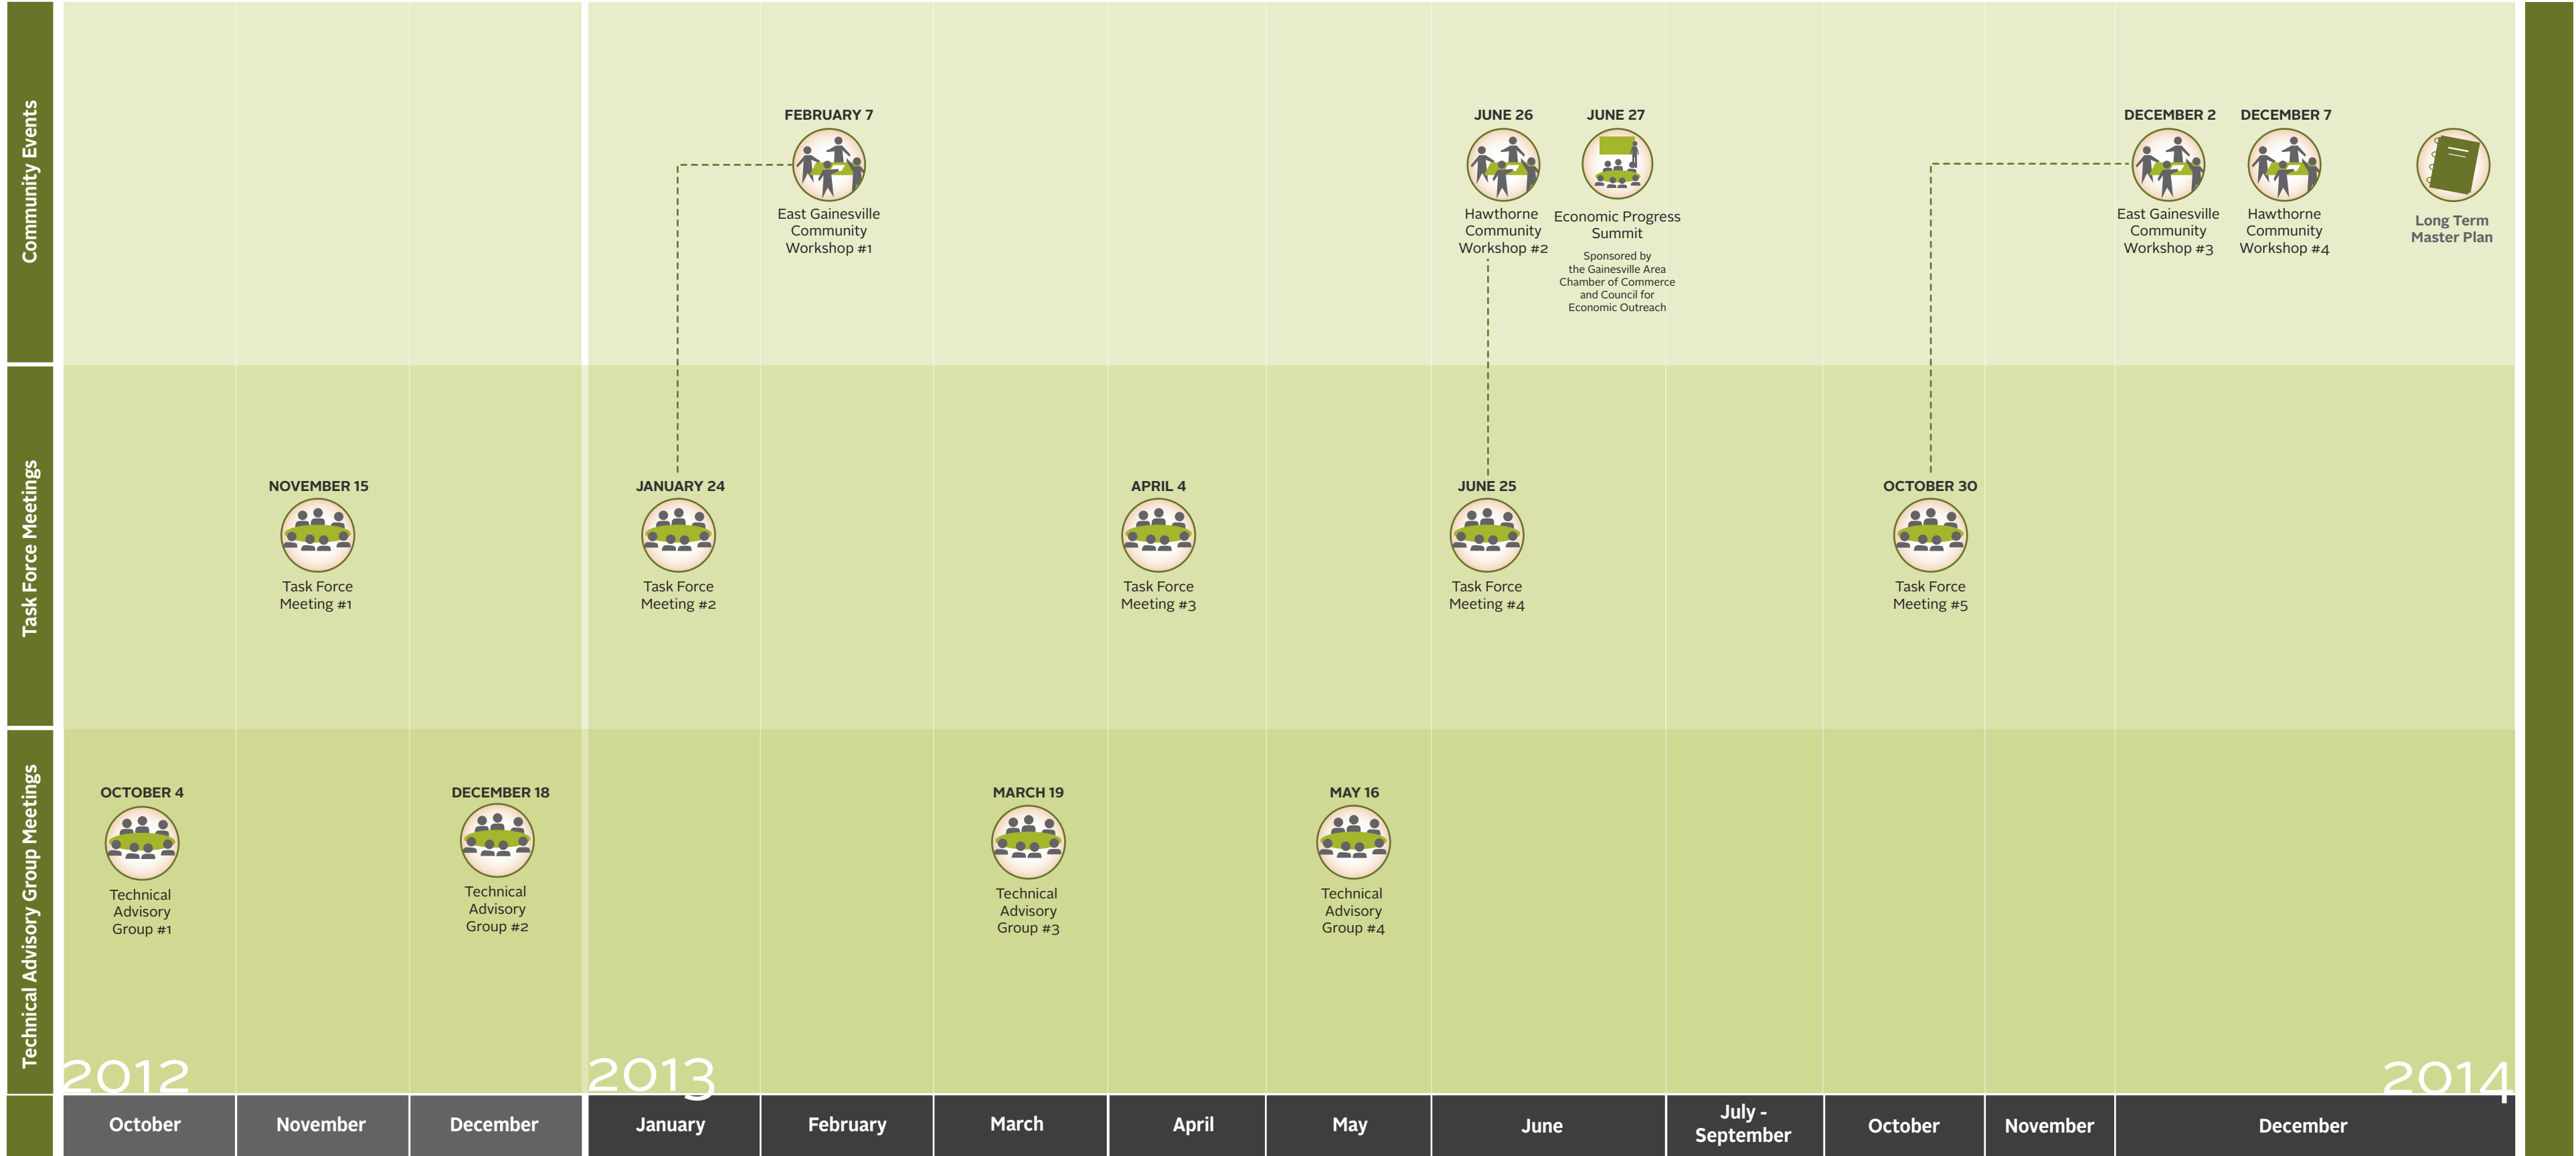 Community Events
FEBRUARY 7
East Gainesville
Community
Workshop #1
JUNE 26
Hawthorne
Community
Workshop #2
JUNE 27
Economic Progress
Summit
Sponsored by
the Gainesville Area
Chamber of Commerce
and Council for
Economic Outreach
DECEMBER 2
East Gainesville
Community
Workshop #3
DECEMBER 7
Hawthorne
Community
Workshop #4
Long Term
Master Plan
Task Force Meetings
NOVEMBER 15
Task Force
Meeting #1
JANUARY 24
Task Force
Meeting #2
APRIL 4
Task Force
Meeting #3
JUNE 25
Task Force
Meeting #4
OCTOBER 30
Task Force
Meeting #5
Technical Advisory Group Meetings
OCTOBER 4
Technical
Advisory
Group #1
DECEMBER 18
Technical
Advisory
Group #2
MARCH 19
Technical
Advisory
Group #3
MAY 16
Technical
Advisory
Group #4
2012
2013
2014
October
November
December
January
February
March
April
May
June
July -
September
October
November
December